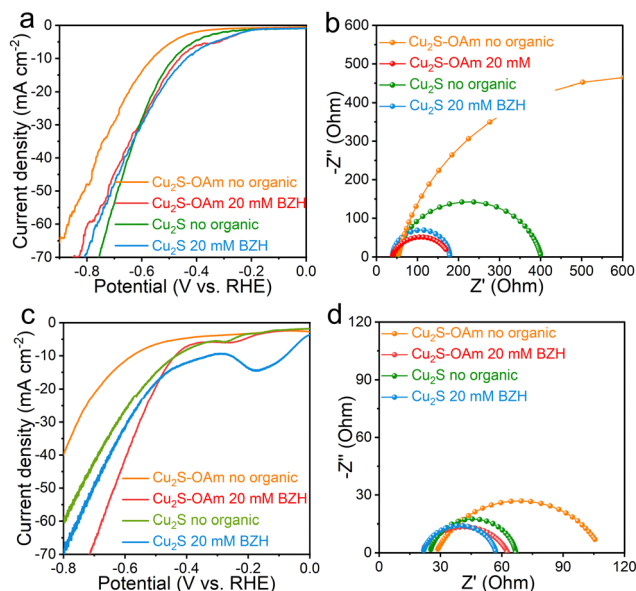 a
Current density (mA cm⁻²)
0
-10
-20
-30
-40
-50
-60
-70
Cu₂S-OAm no organic
Cu₂S-OAm 20 mM BZH
Cu₂S no organic
Cu₂S 20 mM BZH
-0.8 -0.6 -0.4 -0.2 0.0
Potential (V vs. RHE)
b
-Z'' (Ohm)
600
500
400
300
200
100
0
Cu₂S-OAm no organic
Cu₂S-OAm 20 mM
Cu₂S no organic
Cu₂S 20 mM BZH
0 100 200 300 400 500 600
Z' (Ohm)
c
Current density (mA cm⁻²)
0
-10
-20
-30
-40
-50
-60
-70
Cu₂S-OAm no organic
Cu₂S-OAm 20 mM BZH
Cu₂S no organic
Cu₂S 20 mM BZH
-0.8 -0.6 -0.4 -0.2 0.0
Potential (V vs. RHE)
d
-Z'' (Ohm)
120
90
60
30
0
Cu₂S-OAm no organic
Cu₂S-OAm 20 mM BZH
Cu₂S no organic
Cu₂S 20 mM BZH
0 30 60 90 120
Z' (Ohm)